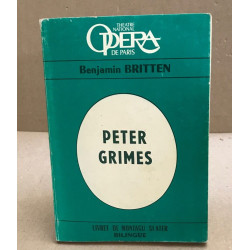 THEATRE
NATIONAL
OPERA
DE PARIS
Benjamin BRITTEN
PETER
GRIMES
LIVRET DE MONTAGU SLATER
BILINGUE